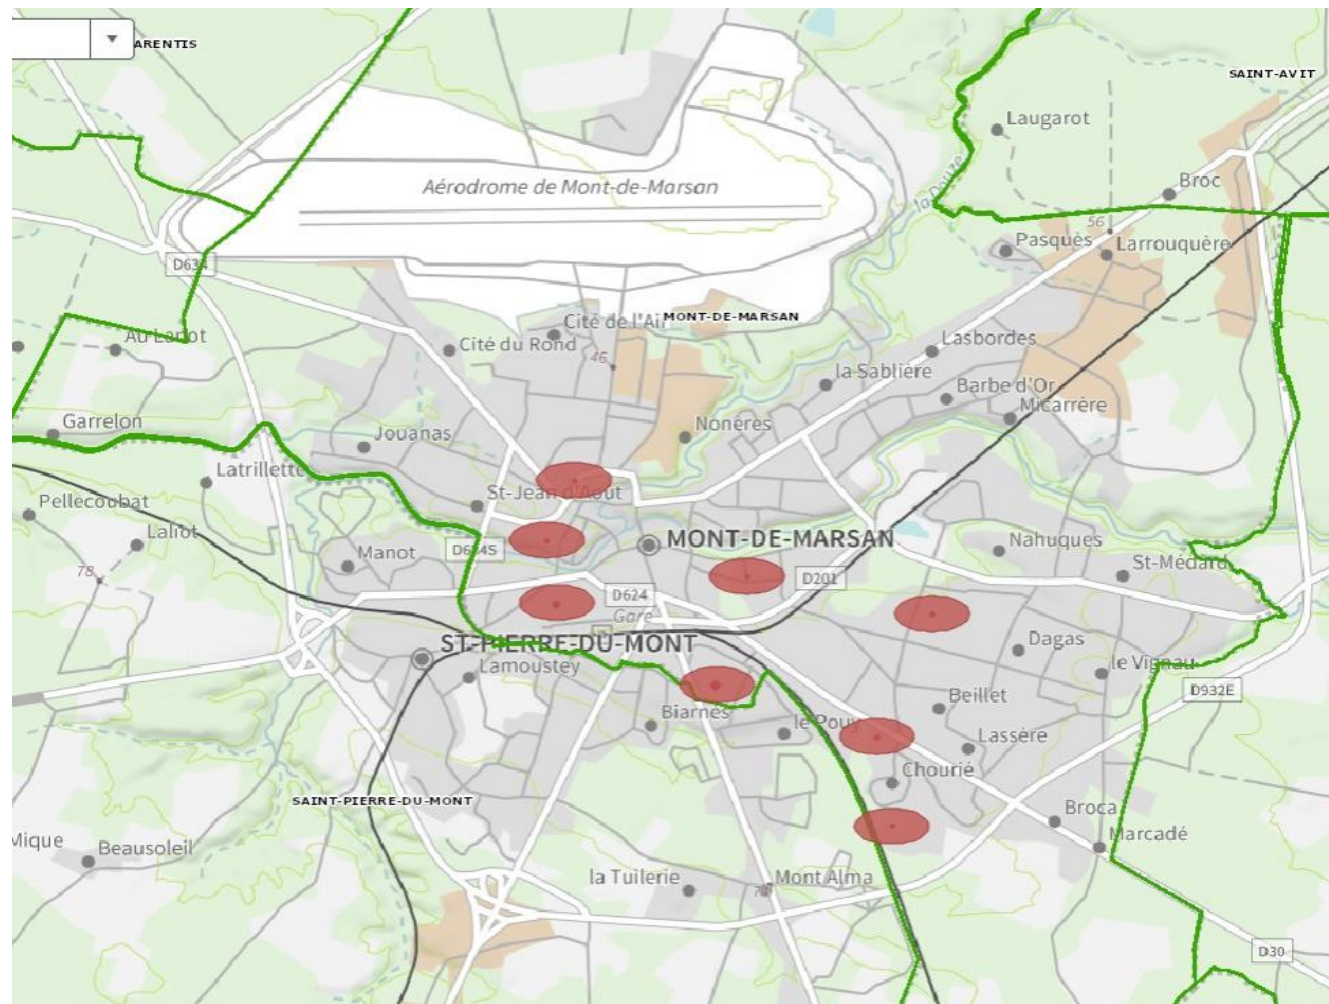 ARENTIS
SAINT-AVIT
Laugarot
la Douze
Broc
Aérodrome de Mont-de-Marsan
56
Pasquès
Larrouquère
D634
Cité de l'Air
MONT-DE-MARSAN
Au Lariot
Cité du Rond
46
Lasbordes
la Sablière
Barbe d'Or
Micarrère
Garrelon
Jouanas
Nonères
Latrillette
St-Jean d'Août
Pellecoubat
Laliot
MONT-DE-MARSAN
Nahuques
Manot
D634S
St-Médard
78
D201
D624
Gare
ST-PIERRE-DU-MONT
Dagas
Lamoustey
le Vignau
D932E
Biarnès
le Pouy
Beillet
Lassère
Chourié
SAINT-PIERRE-DU-MONT
Broca
Mique
Beausoleil
Marcadé
la Tuilerie
Mont Alma
D30